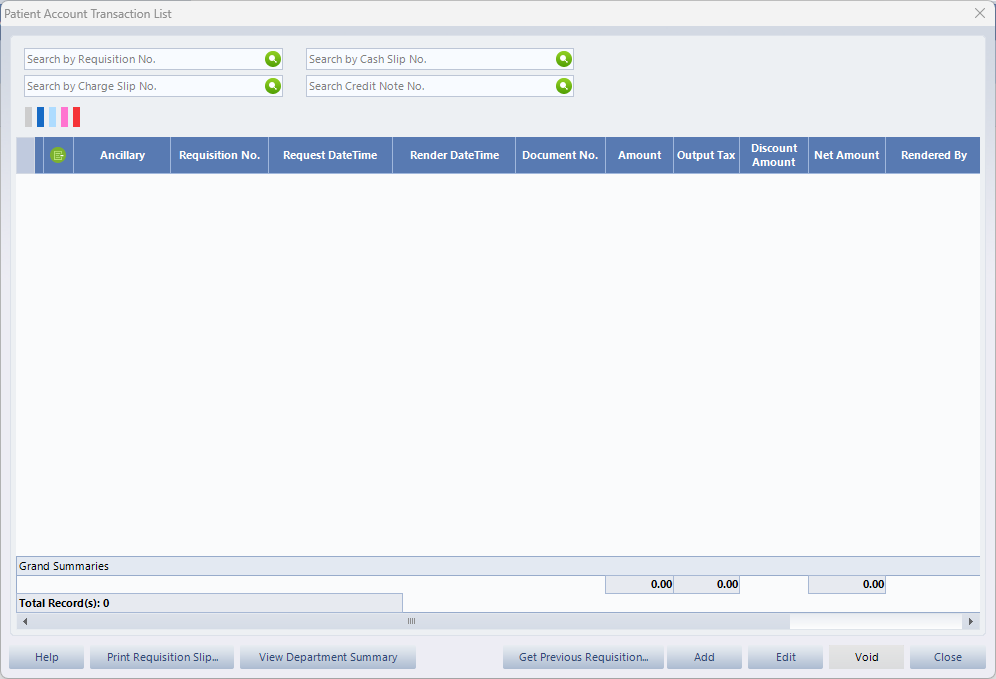 Patient Account Transaction List
Search by Requisition No.
Search by Cash Slip No.
Search by Charge Slip No.
Search Credit Note No.
Ancillary
Requisition No.
Request DateTime
Render DateTime
Document No.
Amount
Output Tax
Discount
Amount
Net Amount
Rendered By
Grand Summaries
0.00
0.00
0.00
Total Record(s): 0
Help
Print Requisition Slip...
View Department Summary
Get Previous Requisition...
Add
Edit
Void
Close